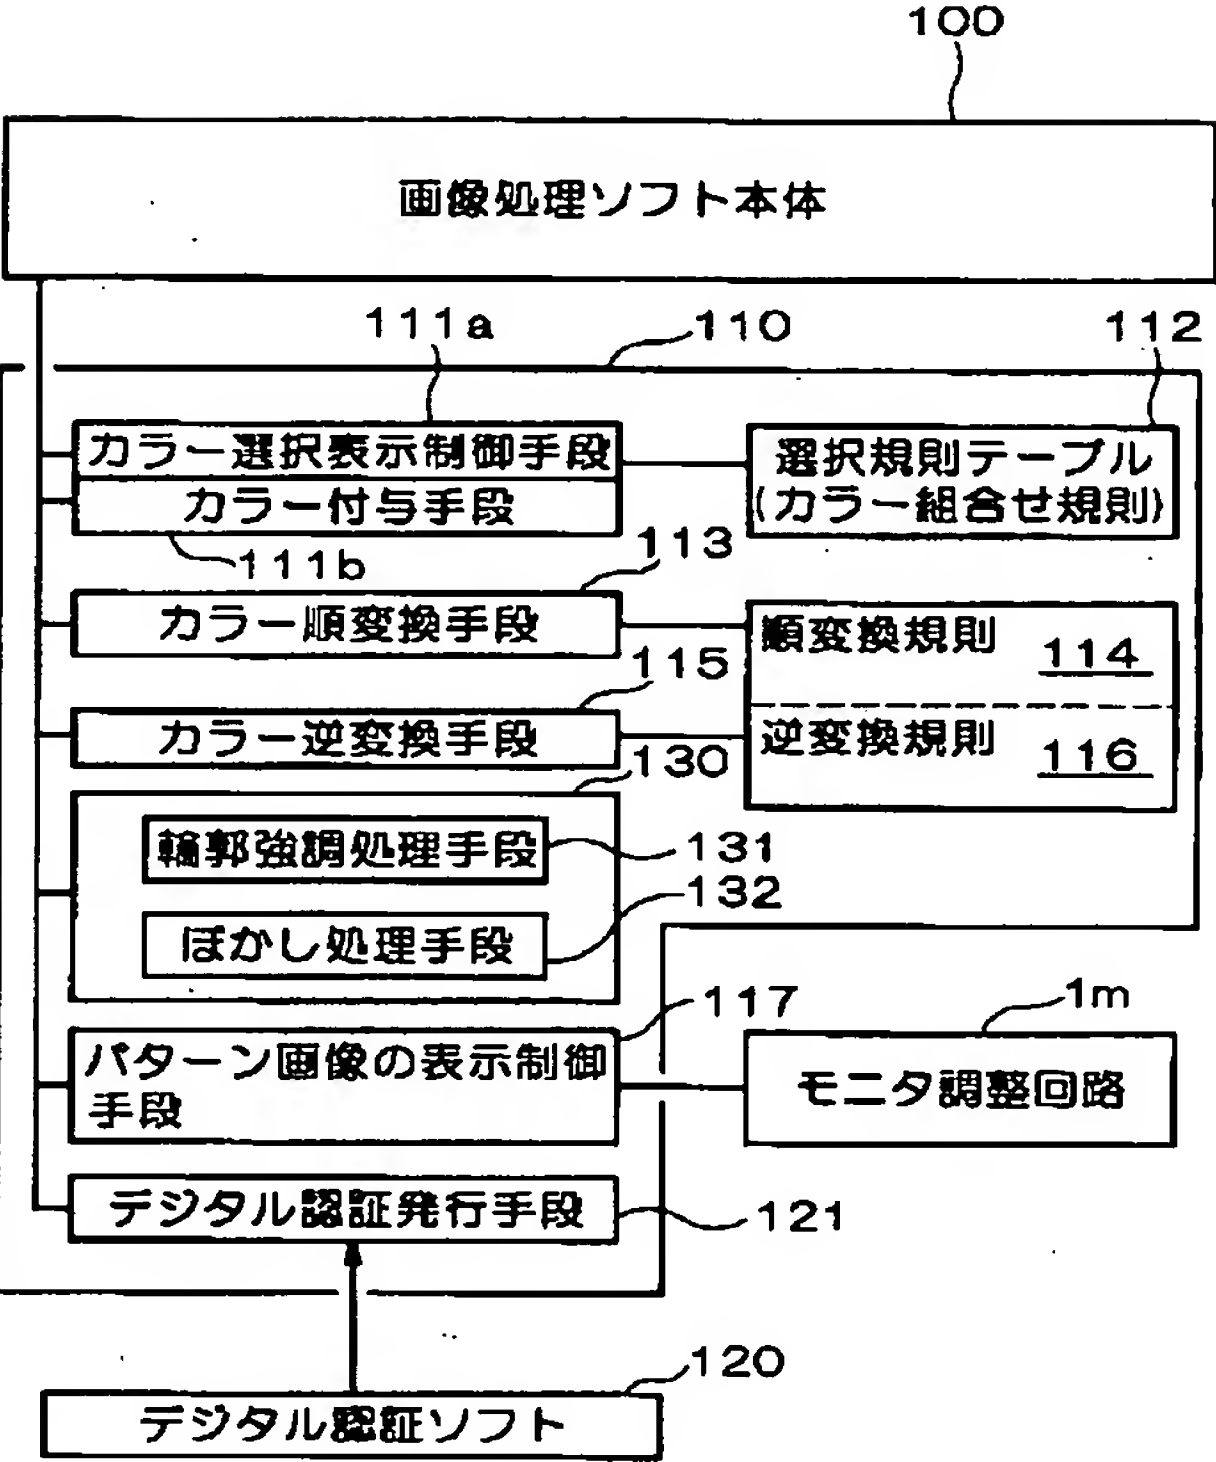 100
画像処理ソフト本体
111a
110
112
カラー選択表示制御手段
カラー付与手段
選択規則テーブル
(カラー組合せ規則)
111b
113
カラー順変換手段
順変換規則
114
115
カラー逆変換手段
逆変換規則
116
130
輪郭強調処理手段
131
132
ぼかし処理手段
117
1m
パターン画像の表示制御
手段
モニタ調整回路
デジタル認証発行手段
121
120
デジタル認証ソフト